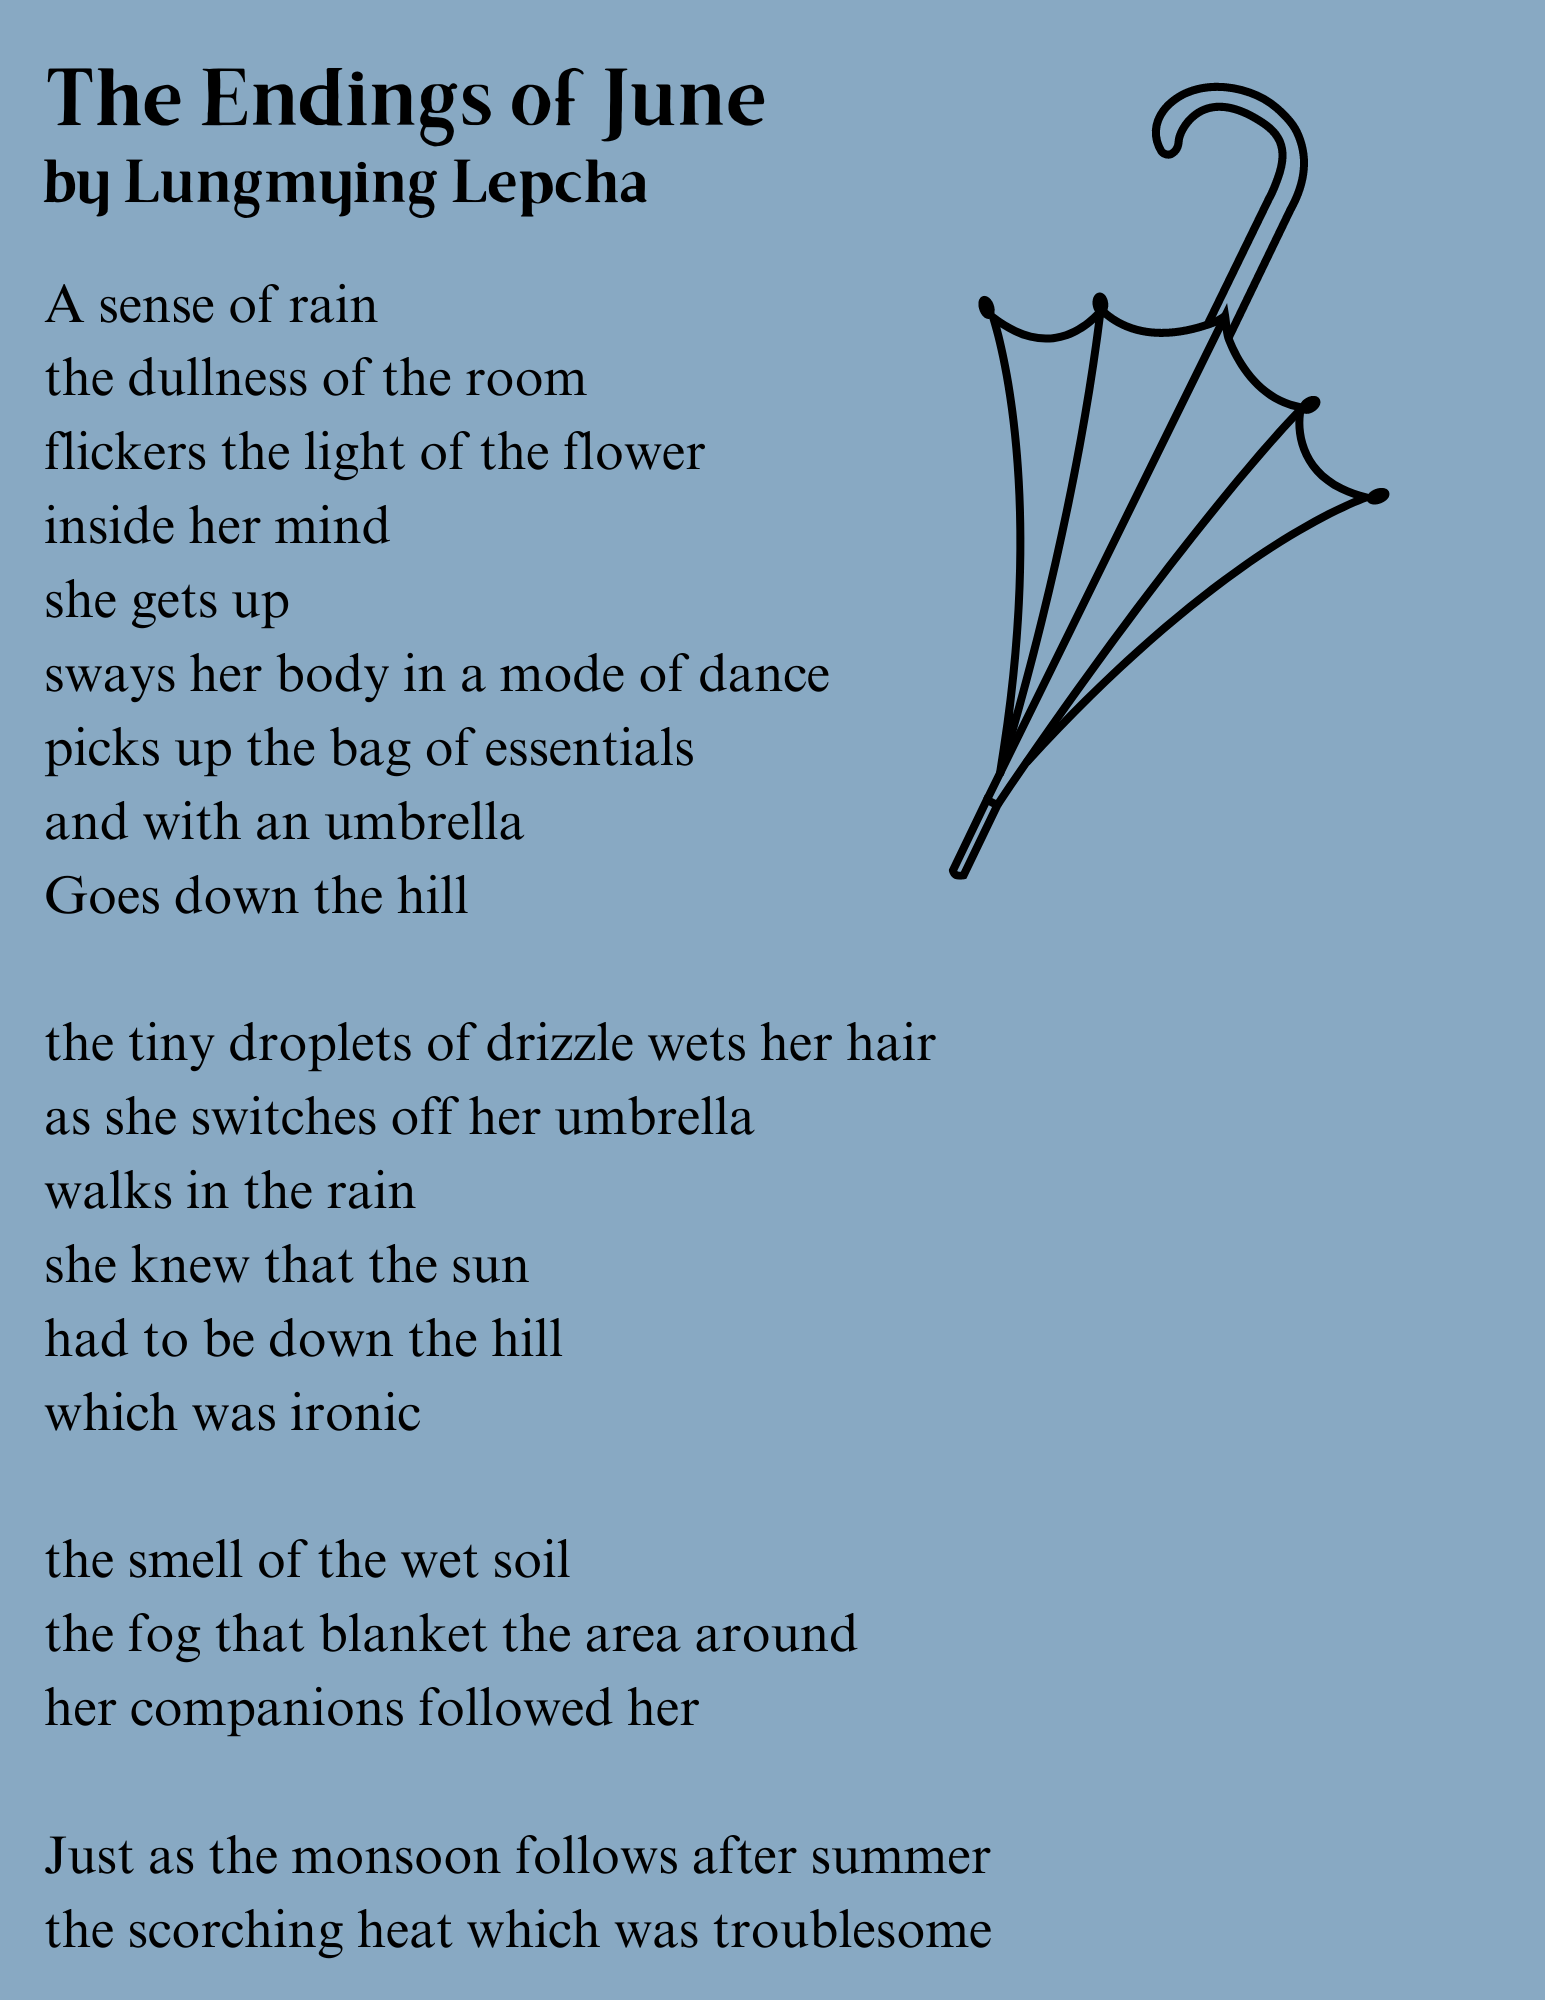 The Endings of June
by Lungmying Lepcha
A sense of rain
the dullness of the room
flickers the light of the flower
inside her mind
she gets up
sways her body in a mode of dance
picks up the bag of essentials
and with an umbrella
Goes down the hill
the tiny droplets of drizzle wets her hair
as she switches off her umbrella
walks in the rain
she knew that the sun
had to be down the hill
which was ironic
the smell of the wet soil
the fog that blanket the area around
her companions followed her
Just as the monsoon follows after summer
the scorching heat which was troublesome